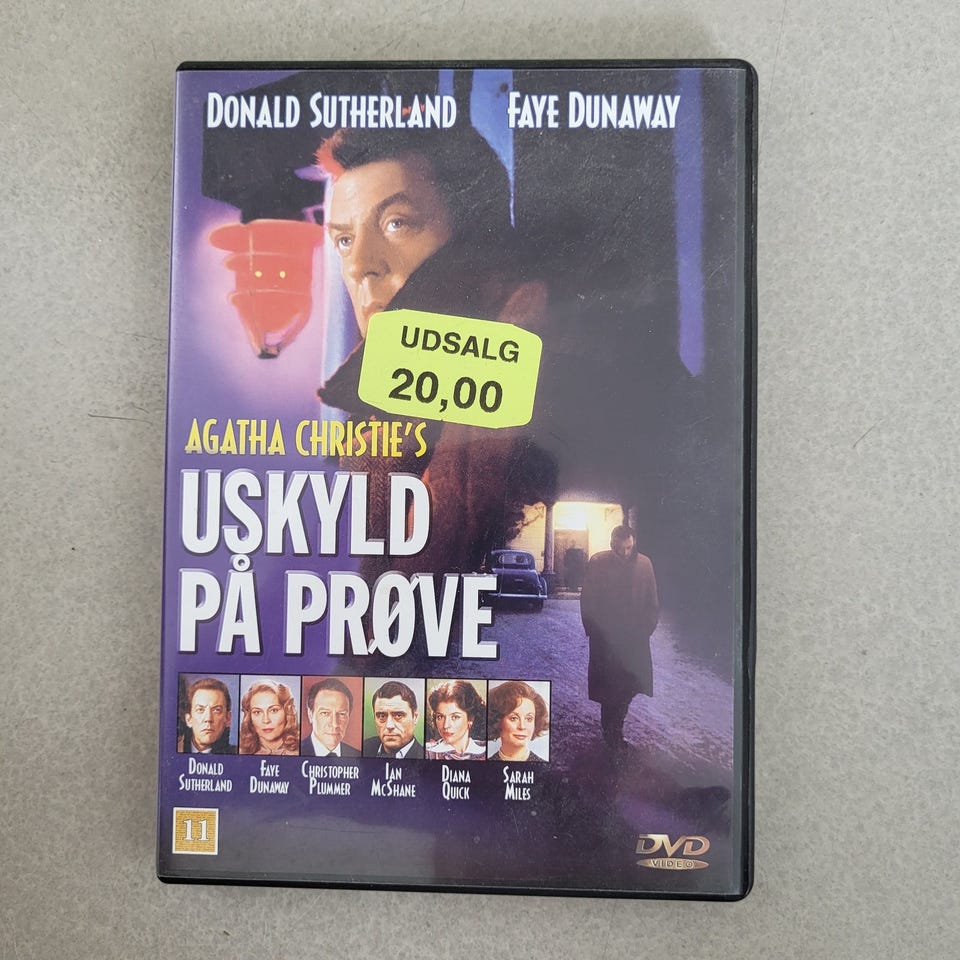 DONALD SUTHERLAND FAYE DUNAWAY
UDSALG
20,00
AGATHA CHRISTIE'S
USKYLD
PÅ PRØVE
DONALD SUTHERLAND
FAYE DUNAWAY
CHRISTOPHER PLUMMER
IAN MCSHANE
DIANA QUICK
SARAH MILES
11
DVD
VIDEO